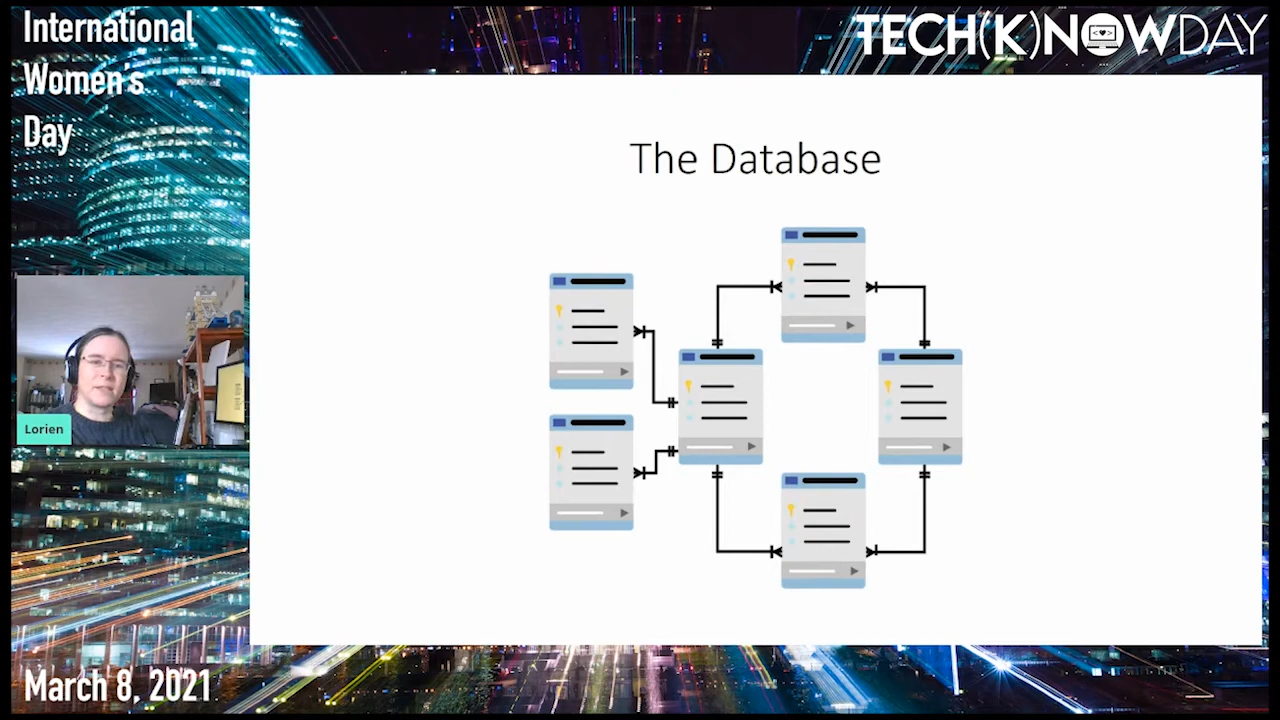 International
Women's
Day
TECH(K)NOWDAY
The Database
Lorien
March 8, 2021